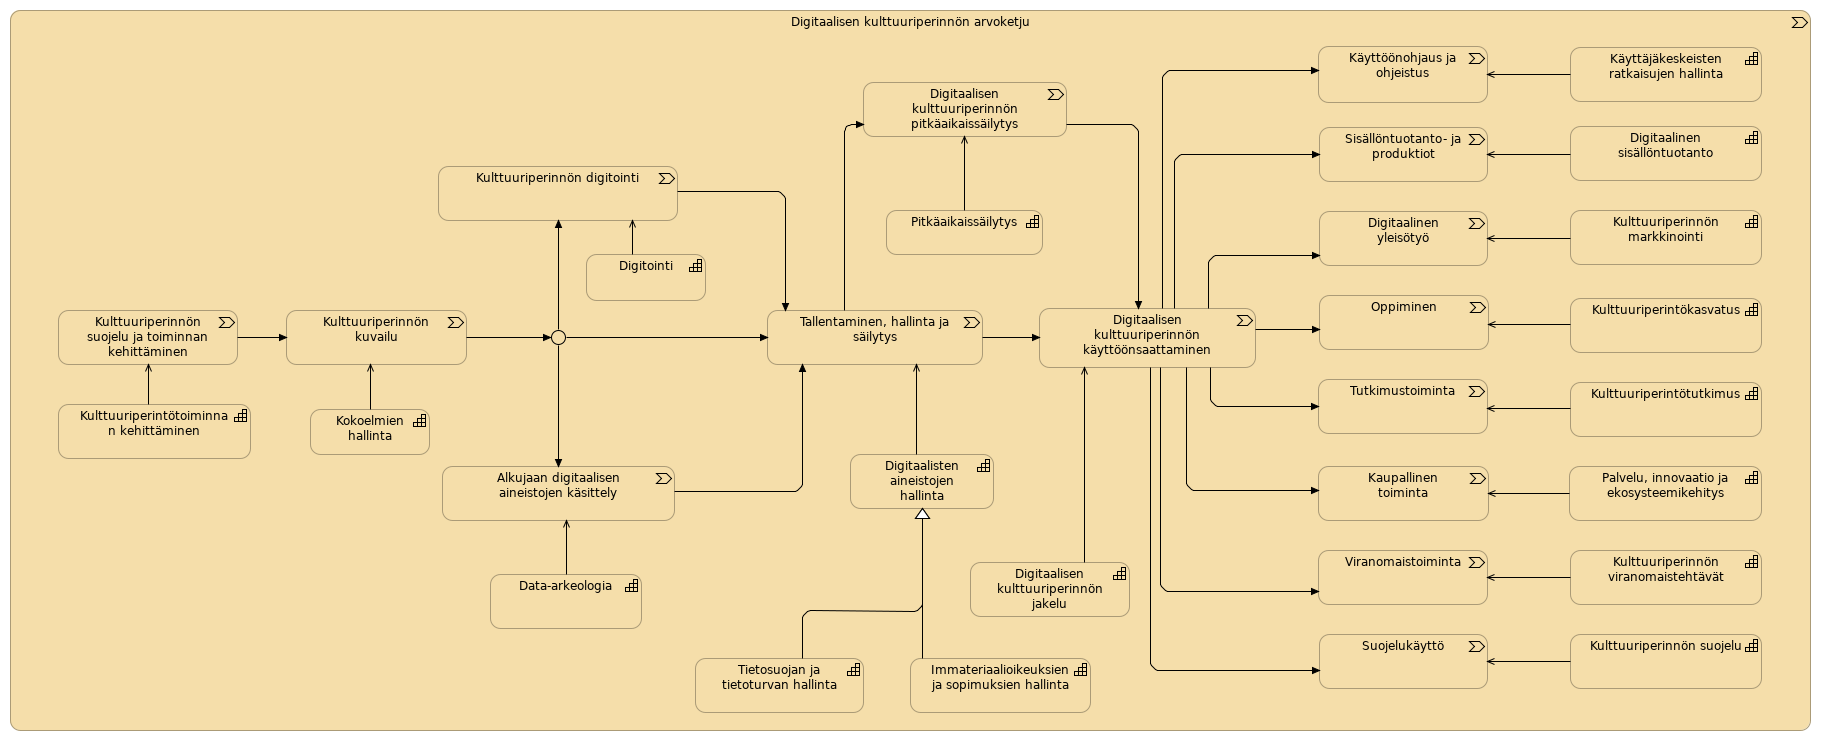 Digitaalisen kulttuuriperinnön arvoketju
Kulttuuriperinnön
suojelu ja toiminnan
kehittäminen
Kulttuuriperintötoiminna
n kehittäminen
Kulttuuriperinnön
kuvailu
Kokoelmien
hallinta
Kulttuuriperinnön digitointi
Digitointi
Alkujaan digitaalisen
aineistojen käsittely
Data-arkeologia
Tallentaminen, hallinta ja
säilytys
Digitaalisen
kulttuuriperinnön
pitkäaikaissäilytys
Pitkäaikaissäilytys
Digitaalisten
aineistojen
hallinta
Tietosuojan ja
tietoturvan hallinta
Immateriaalioikeuksien
ja sopimuksien hallinta
Digitaalisen
kulttuuriperinnön
käyttöönsaattaminen
Digitaalisen
kulttuuriperinnön
jakelu
Käyttöönohjaus ja
ohjeistus
Käyttäjäkeskeisten
ratkaisujen hallinta
Sisällöntuotanto- ja
produktiot
Digitaalinen
sisällöntuotanto
Digitaalinen
yleisötyö
Kulttuuriperinnön
markkinointi
Oppiminen
Kulttuuriperintökasvatus
Tutkimustoiminta
Kulttuuriperintötutkimus
Kaupallinen
toiminta
Palvelu, innovaatio ja
ekosysteemikehitys
Viranomaistoiminta
Kulttuuriperinnön
viranomaistehtävät
Suojelukäyttö
Kulttuuriperinnön suojelu